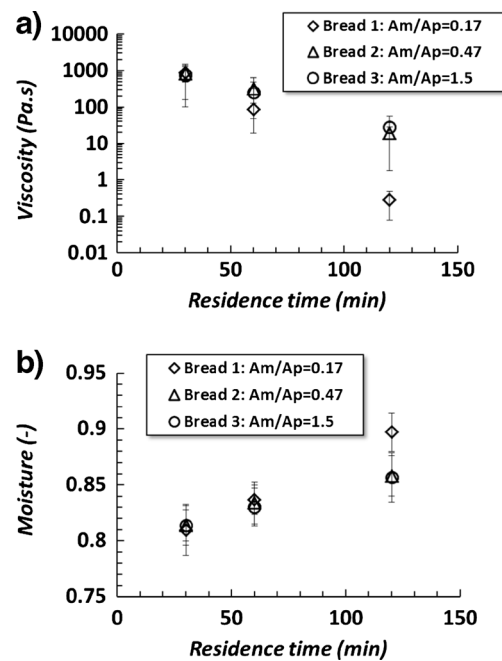 a)
10000
1000
100
10
1
0.1
0.01
Viscosity (Pa.s)
Bread 1: Am/Ap=0.17
Bread 2: Am/Ap=0.47
Bread 3: Am/Ap=1.5
0 50 100 150
Residence time (min)
b)
0.95
0.9
0.85
0.8
0.75
Moisture (-)
Bread 1: Am/Ap=0.17
Bread 2: Am/Ap=0.47
Bread 3: Am/Ap=1.5
0 50 100 150
Residence time (min)